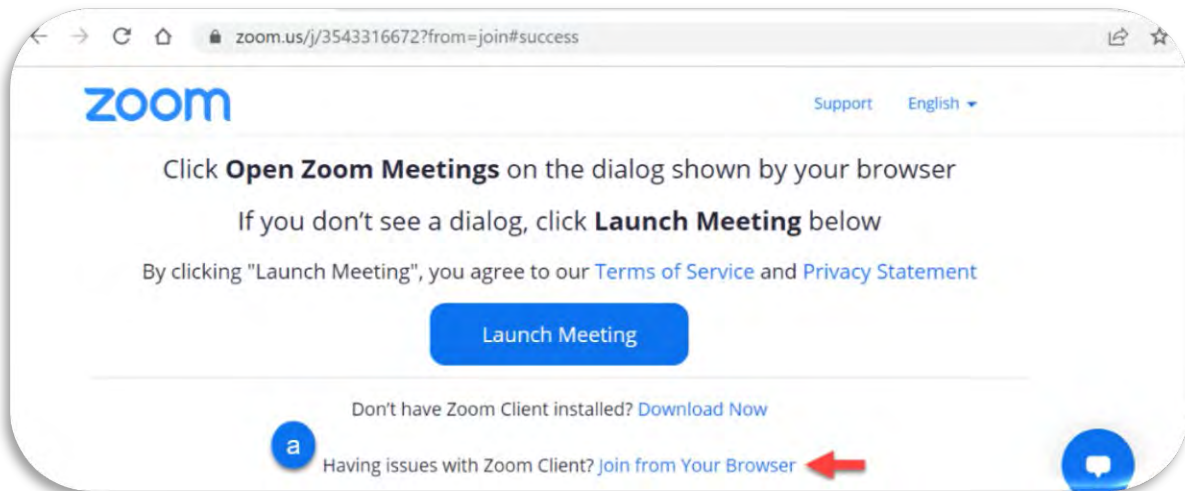 zoom.us/j/3543316672?from=join#success
zoom
Support English
Click Open Zoom Meetings on the dialog shown by your browser
If you don't see a dialog, click Launch Meeting below
By clicking "Launch Meeting", you agree to our Terms of Service and Privacy Statement
Launch Meeting
Don't have Zoom Client installed? Download Now
a
Having issues with Zoom Client? Join from Your Browser